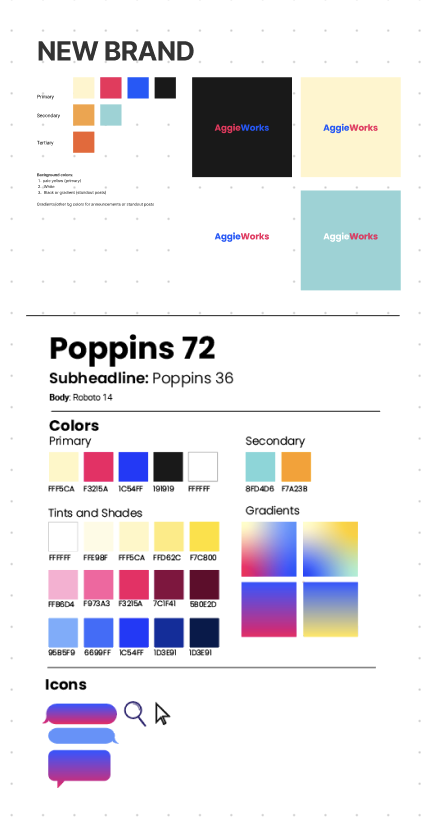 NEW BRAND
Primary
Secondary
Tertiary
Background colors:
1. pale yellow (primary)
2. White
3. Black or gradient (standout posts)
Gradients/other bg colors for announcements or standout posts
AggieWorks
AggieWorks
AggieWorks
AggieWorks
Poppins 72
Subheadline: Poppins 36
Body: Roboto 14
Colors
Primary
FFF5CA F3215A 1C54FF 191919 FFFFFF
Secondary
8FD4D6 F7A23B
Tints and Shades
FFFFFF FFE98F FFF5CA FFD62C F7C800
FF86D4 F973A3 F3215A 7C1F41 580E2D
95B5F9 6699FF 1C54FF 1D3E91 1D3E91
Gradients
Icons